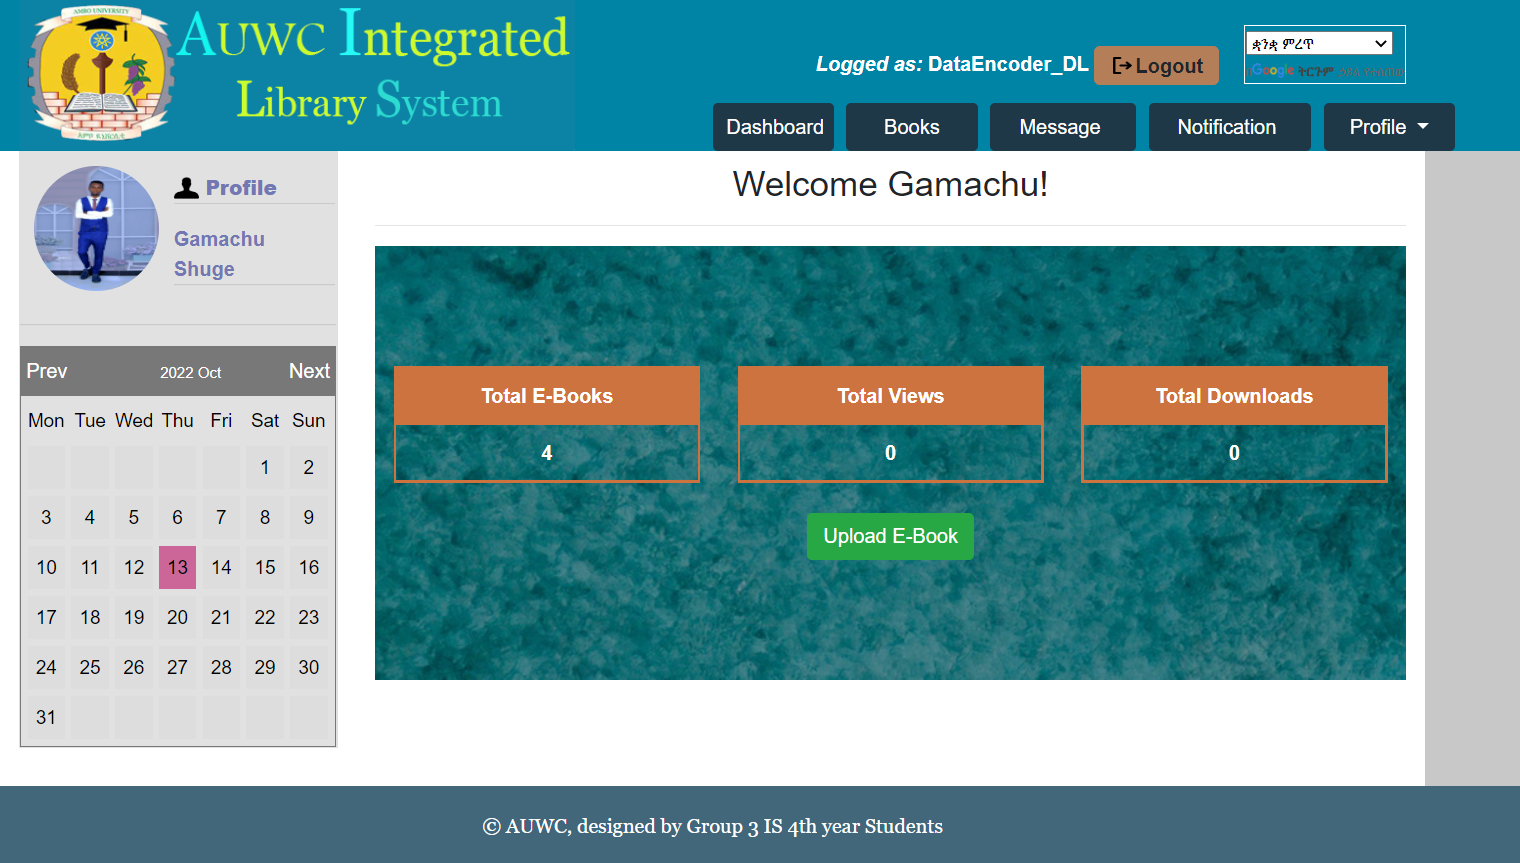 AMBO UNIVERSITY
AUWC Integrated
Library System
Logged as: DataEncoder_DL
Logout
ቋንቋ ምረጥ
Google ትርጉም
Dashboard
Books
Message
Notification
Profile
Profile
Gamachu
Shuge
Prev
2022 Oct
Next
Mon Tue Wed Thu Fri Sat Sun
1 2
3 4 5 6 7 8 9
10 11 12 13 14 15 16
17 18 19 20 21 22 23
24 25 26 27 28 29 30
31
Welcome Gamachu!
Total E-Books
4
Total Views
0
Total Downloads
0
Upload E-Book
© AUWC, designed by Group 3 IS 4th year Students